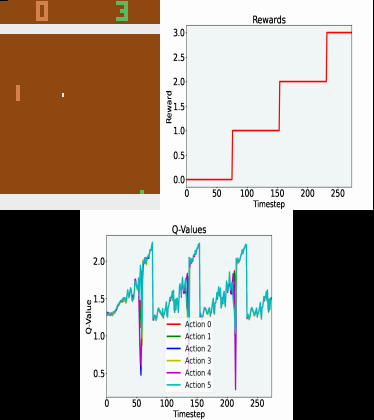 0 3
Rewards
3.0
2.5
2.0
1.5
1.0
0.5
0.0
Reward
0 50 100 150 200 250
Timestep
Q-Values
2.0
1.5
1.0
0.5
Q-Value
Action 0
Action 1
Action 2
Action 3
Action 4
Action 5
0 50 100 150 200 250
Timestep